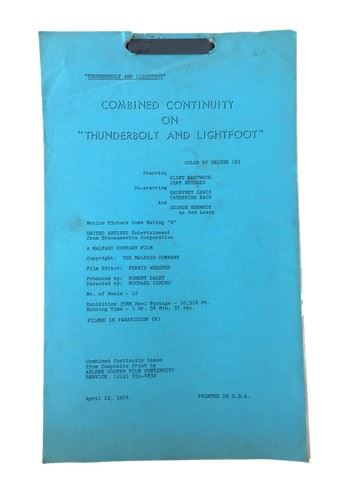 "THUNDERBOLT AND LIGHTFOOT"
COMBINED CONTINUITY
ON
"THUNDERBOLT AND LIGHTFOOT"
COLOR BY DELUXE (R)
Starring
CLINT EASTWOOD
JEFF BRIDGES
Co-starring
GEOFFREY LEWIS
CATHERINE BACH
And
GEORGE KENNEDY
as Red Leary
Motion Picture Code Rating "R"
UNITED ARTISTS Entertainment
from Transamerica Corporation
A MALPASO COMPANY FILM
Copyright: THE MALPASO COMPANY
Film Editor: FERRIS WEBSTER
Produced by: ROBERT DALEY
Directed by: MICHAEL CIMINO
No. of Reels - 12
Exhibition 35MM Reel Footage - 10,316 Ft.
Running Time - 1 Hr. 54 Min. 37 Sec.
FILMED IN PANAVISION (R)
Combined Continuity taken
from Composite Print by
ARLENE COOPER FILM CONTINUITY
SERVICE (213)
April 22, 1974 PRINTED IN U.S.A.